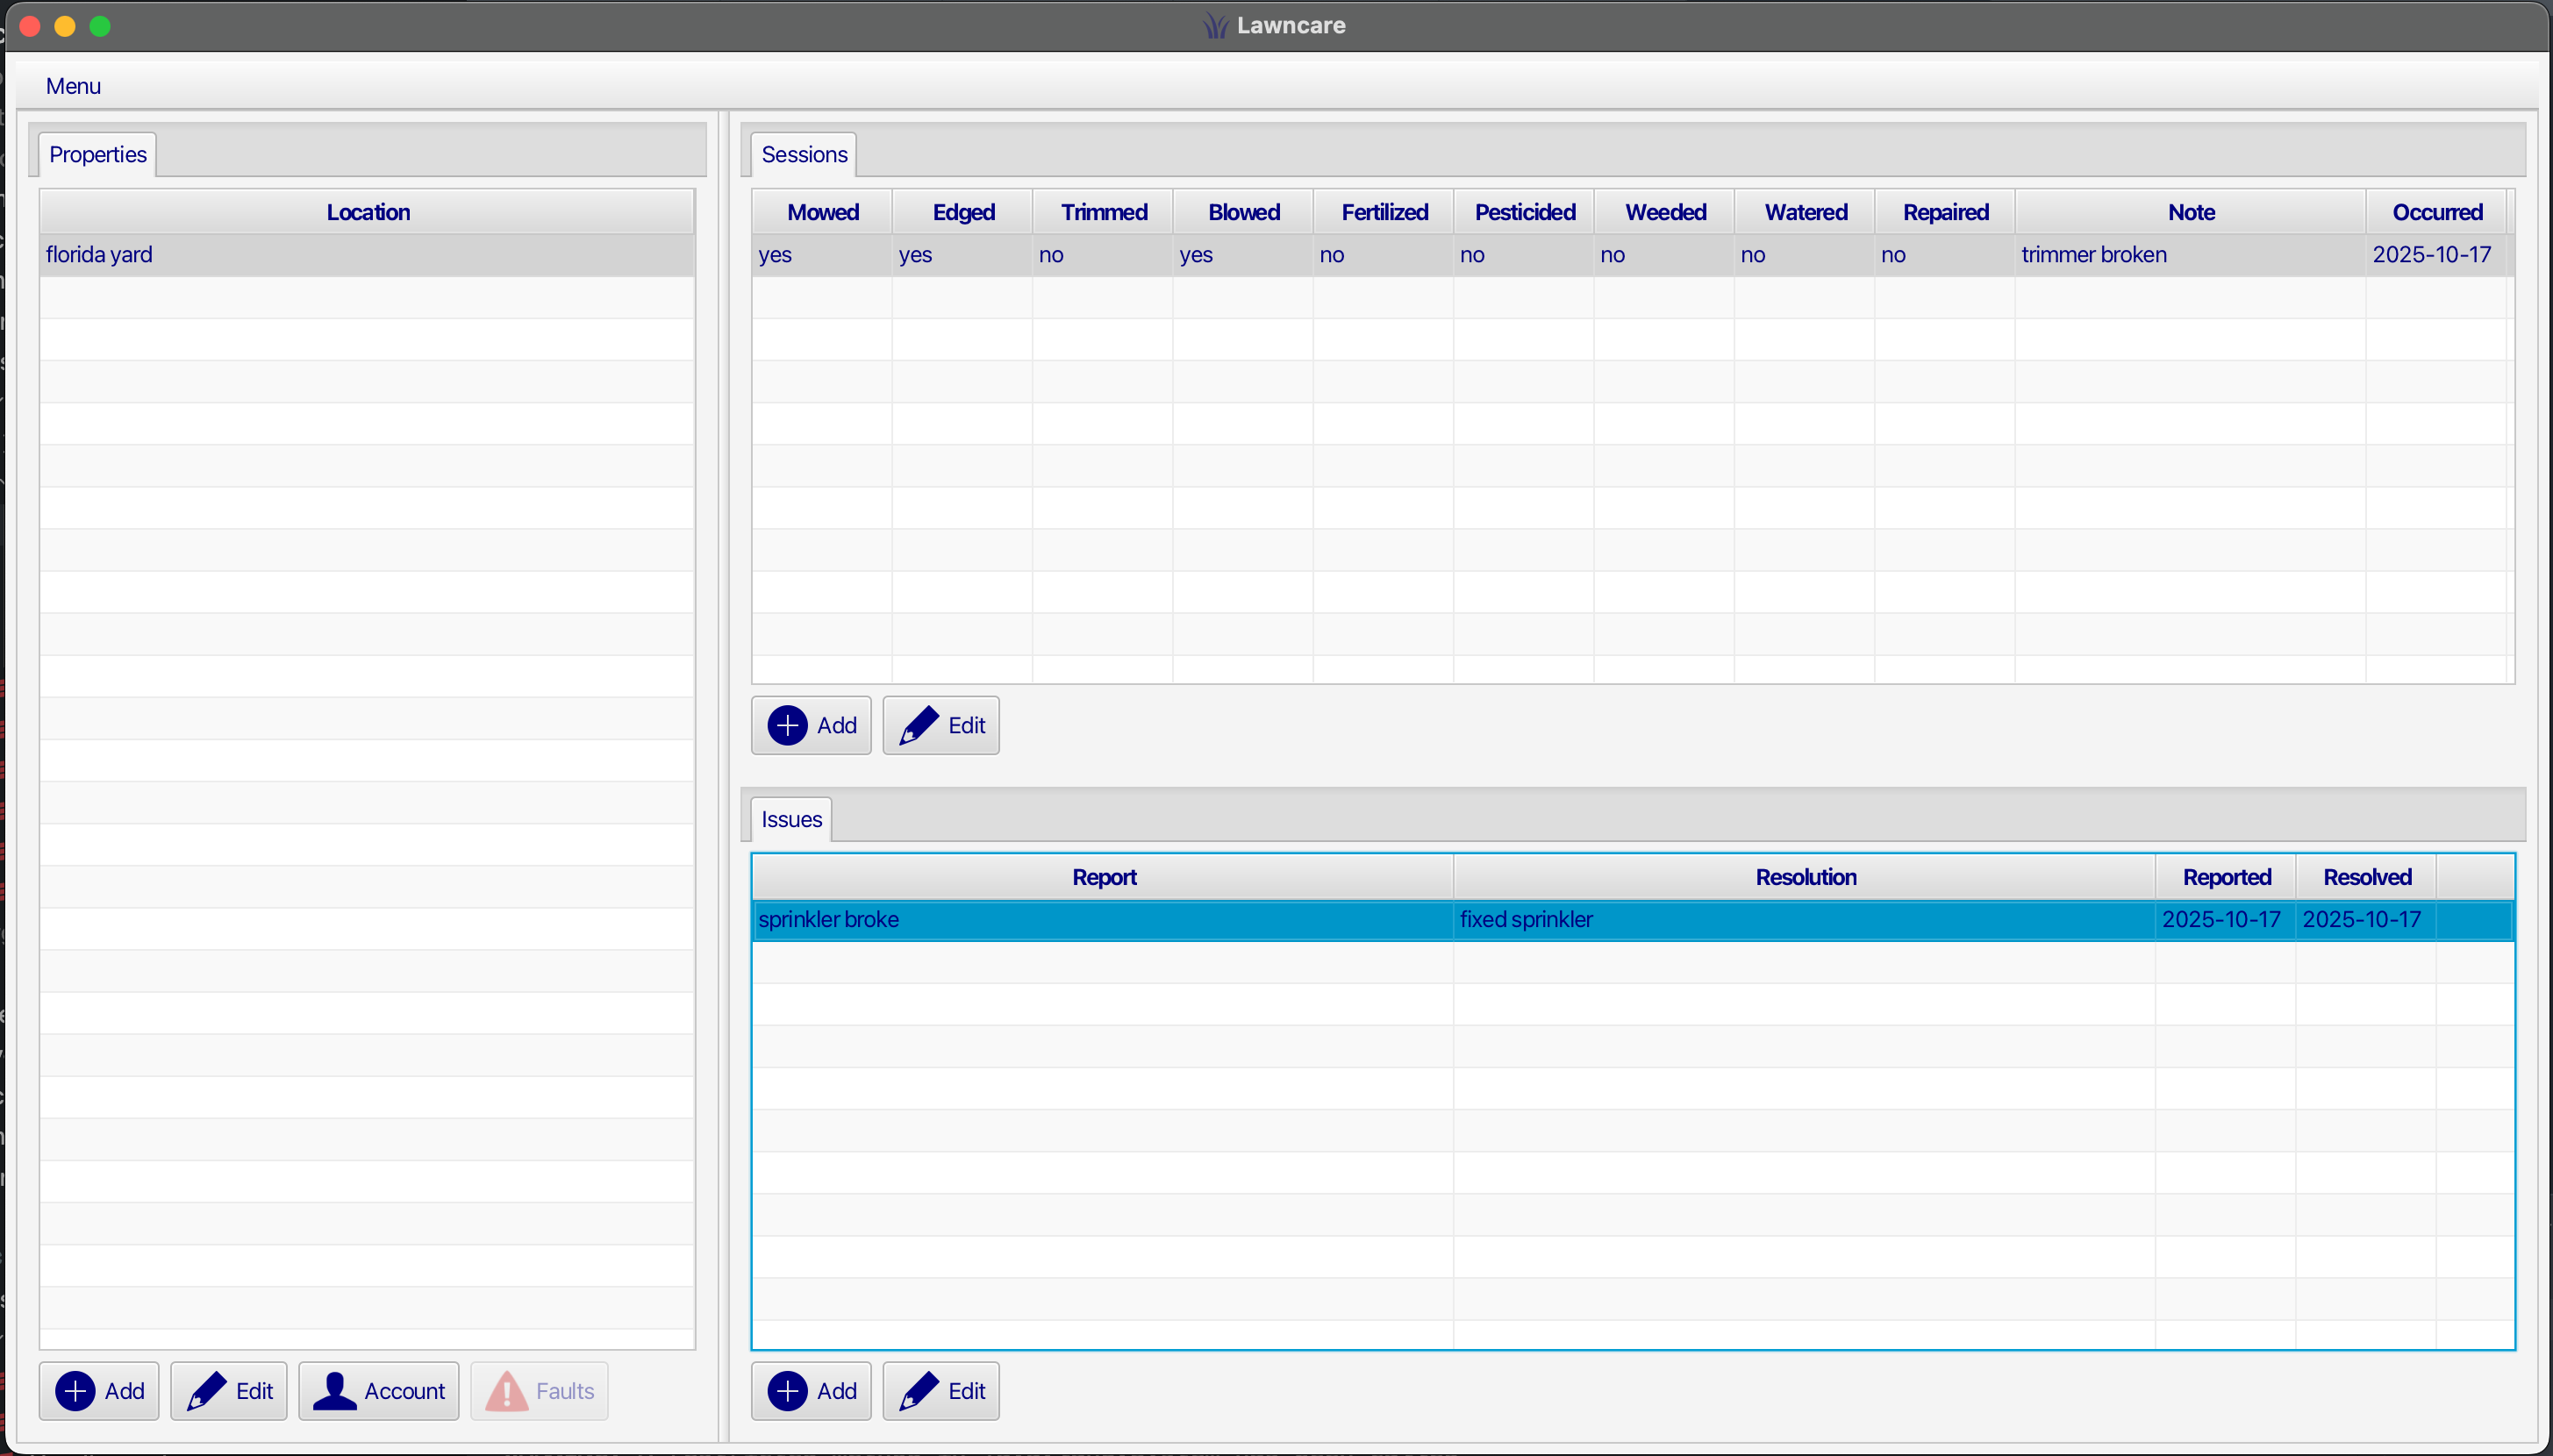 Lawncare
Menu
Properties
Location
florida yard
Add Edit Account Faults
Sessions
Mowed Edged Trimmed Blowed Fertilized Pesticided Weeded Watered Repaired Note Occurred
yes yes no yes no no no no no trimmer broken 2025-10-17
Add Edit
Issues
Report Resolution Reported Resolved
sprinkler broke fixed sprinkler 2025-10-17 2025-10-17
Add Edit